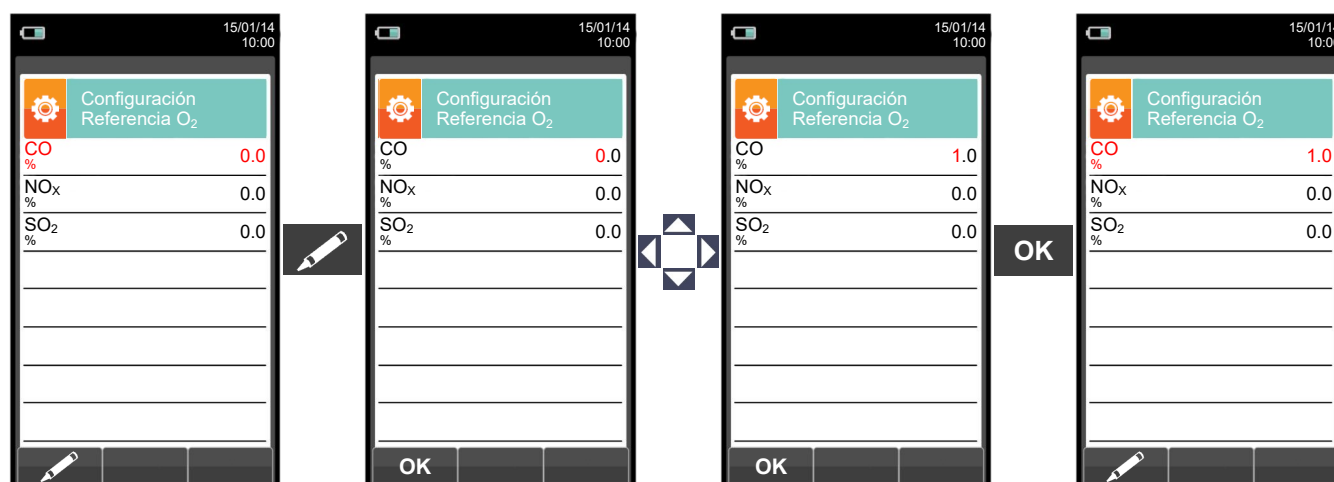 15/01/14
10:00
Configuración
Referencia O₂
CO
%
0.0
NOX
%
0.0
SO₂
%
0.0
15/01/14
10:00
Configuración
Referencia O₂
CO
%
0.0
NOX
%
0.0
SO₂
%
0.0
OK
15/01/14
10:00
Configuración
Referencia O₂
CO
%
1.0
NOX
%
0.0
SO₂
%
0.0
OK
OK
15/01/14
10:00
Configuración
Referencia O₂
CO
%
1.0
NOX
%
0.0
SO₂
%
0.0